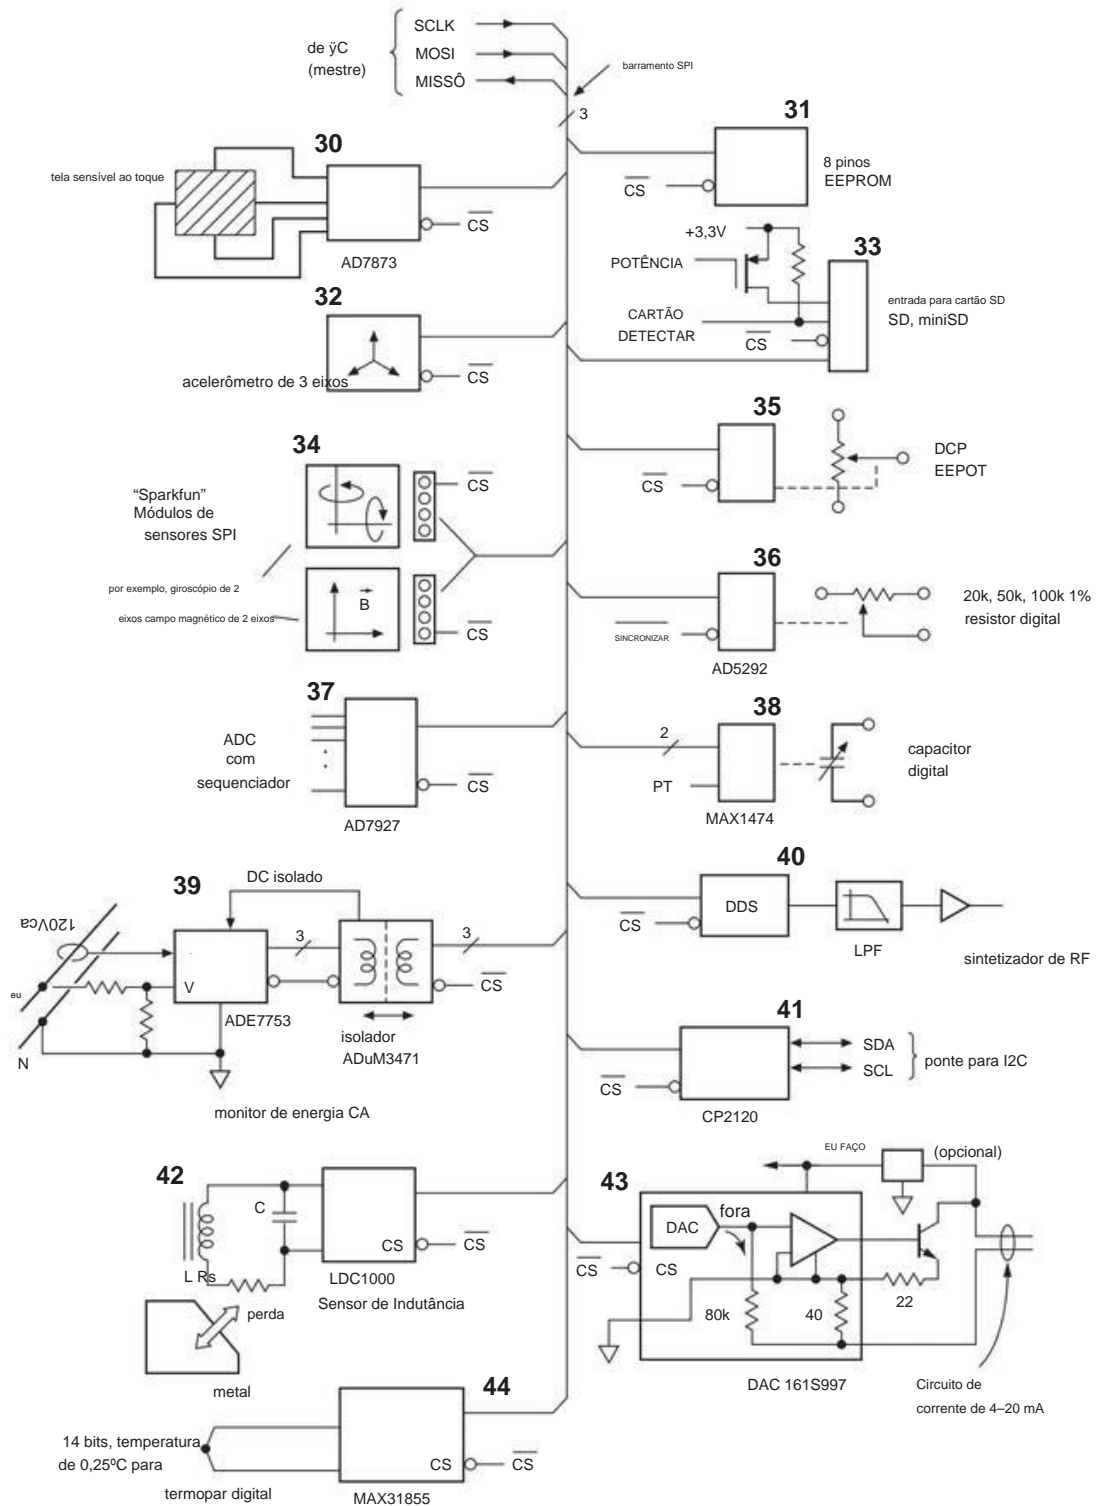 SCLK
de ÿC
MOSI
(mestre)
MISSÔ
barramento SPI
3
30
tela sensível ao toque
CS
AD7873
31
8 pinos
EEPROM
CS
32
acelerômetro de 3 eixos
CS
+3,3V
POTÊNCIA
33
entrada para cartão SD
SD, miniSD
CARTÃO
DETECTAR
CS
34
“Sparkfun”
Módulos de
sensores SPI
CS
por exemplo, giroscópio de 2
eixos campo magnético de 2 eixos
B
CS
35
DCP
EEPOT
CS
36
20k, 50k, 100k 1%
resistor digital
SINCRONIZAR
AD5292
37
ADC
com
sequenciador
CS
AD7927
38
2
PT
capacitor
digital
MAX1474
39
DC isolado
120Vca
3
3
V
eu
N
CS
ADE7753
isolador
ADuM3471
monitor de energia CA
40
DDS
CS
LPF
sintetizador de RF
41
SDA
SCL
ponte para I2C
CS
CP2120
42
C
CS
CS
L Rs
LDC1000
Sensor de Indutância
perda
metal
43
EU FAÇO
(opcional)
DAC
fora
CS
CS
80k
40
22
DAC 161S997
Circuito de
corrente de 4–20 mA
44
14 bits, temperatura
de 0,25ºC para
termopar digital
CS
CS
MAX31855